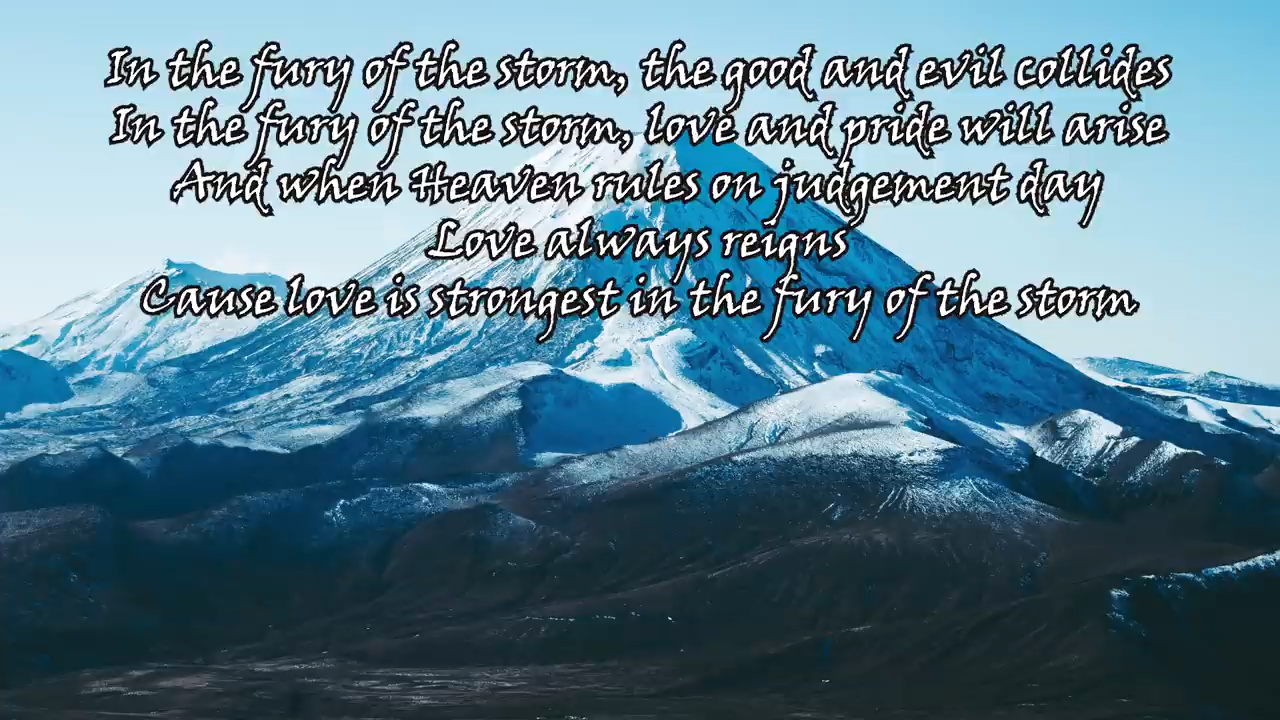 In the fury of the storm, the good and evil collides
In the fury of the storm, love and pride will arise
And when Heaven rules on judgement day
Love always reigns
Cause love is strongest in the fury of the storm